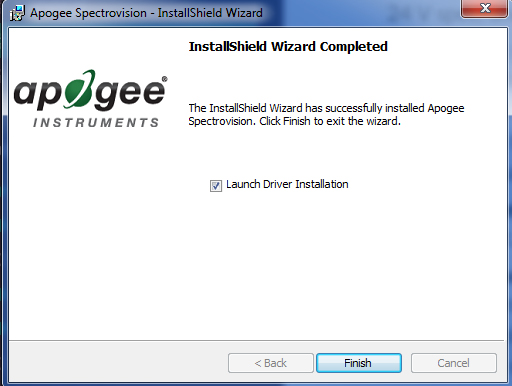 Apogee Spectrovision - InstallShield Wizard
24 V
InstallShield Wizard Completed
apogee®
INSTRUMENTS
The InstallShield Wizard has successfully installed Apogee
Spectrovision. Click Finish to exit the wizard.
Launch Driver Installation
< Back
Finish
Cancel